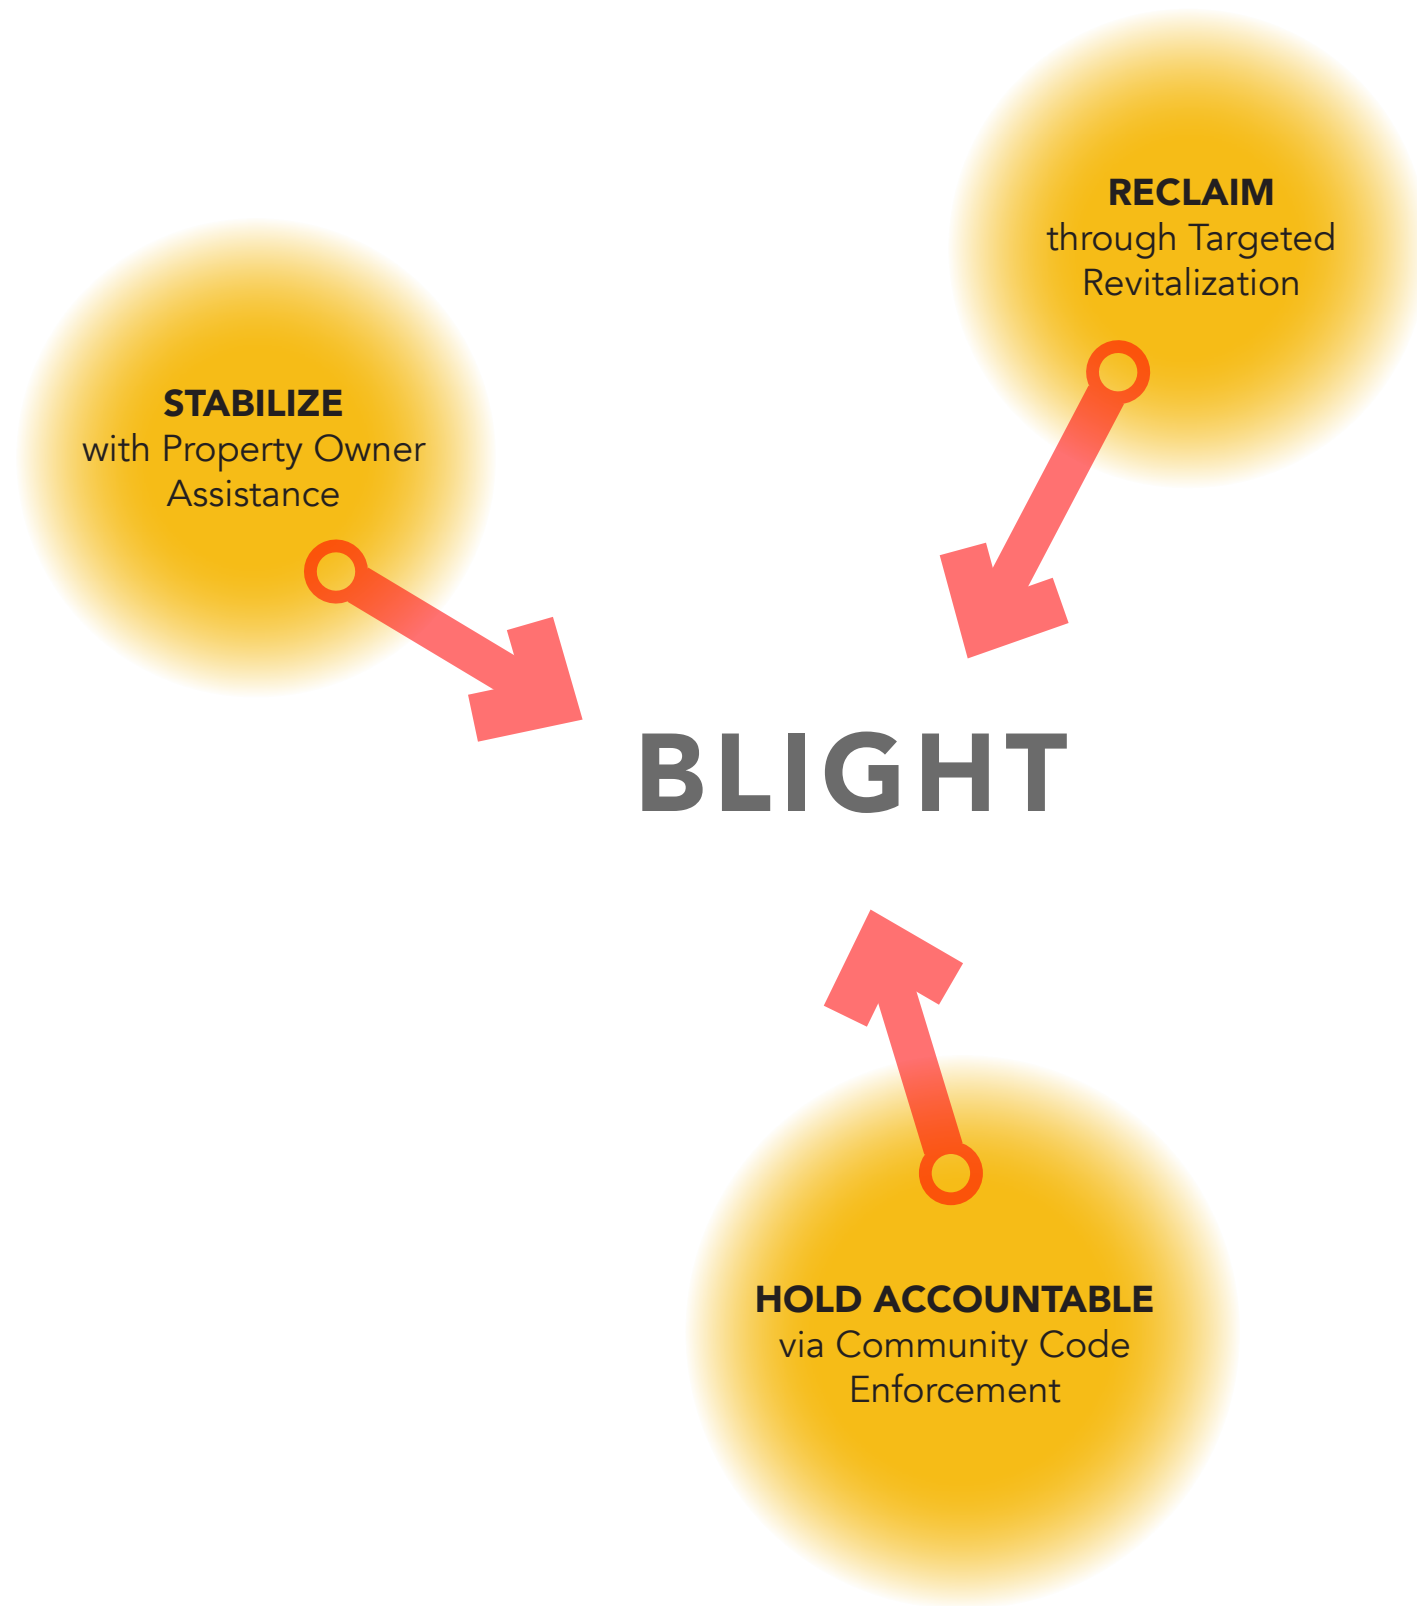 RECLAIM
through Targeted
Revitalization
STABILIZE
with Property Owner
Assistance
BLIGHT
HOLD ACCOUNTABLE
via Community Code
Enforcement